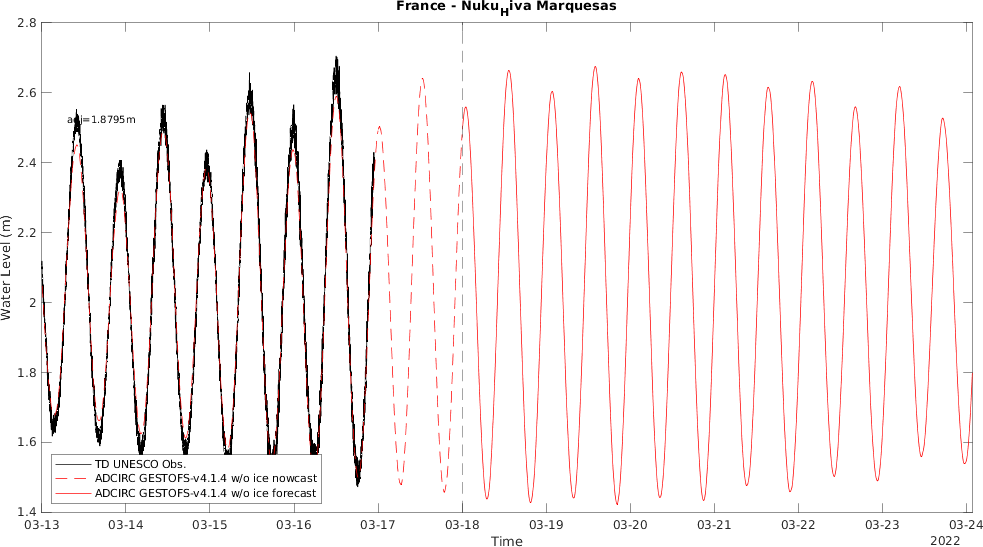 France - Nuku_Hiva Marquesas
2.8
2.6
2.4
2.2
2
1.8
1.6
1.4
Water Level (m)
adj=1.8795m
TD UNESCO Obs.
ADCIRC GESTOFS-v4.1.4 w/o ice nowcast
ADCIRC GESTOFS-v4.1.4 w/o ice forecast
03-13 03-14 03-15 03-16 03-17 03-18 03-19 03-20 03-21 03-22 03-23 03-24
Time
2022